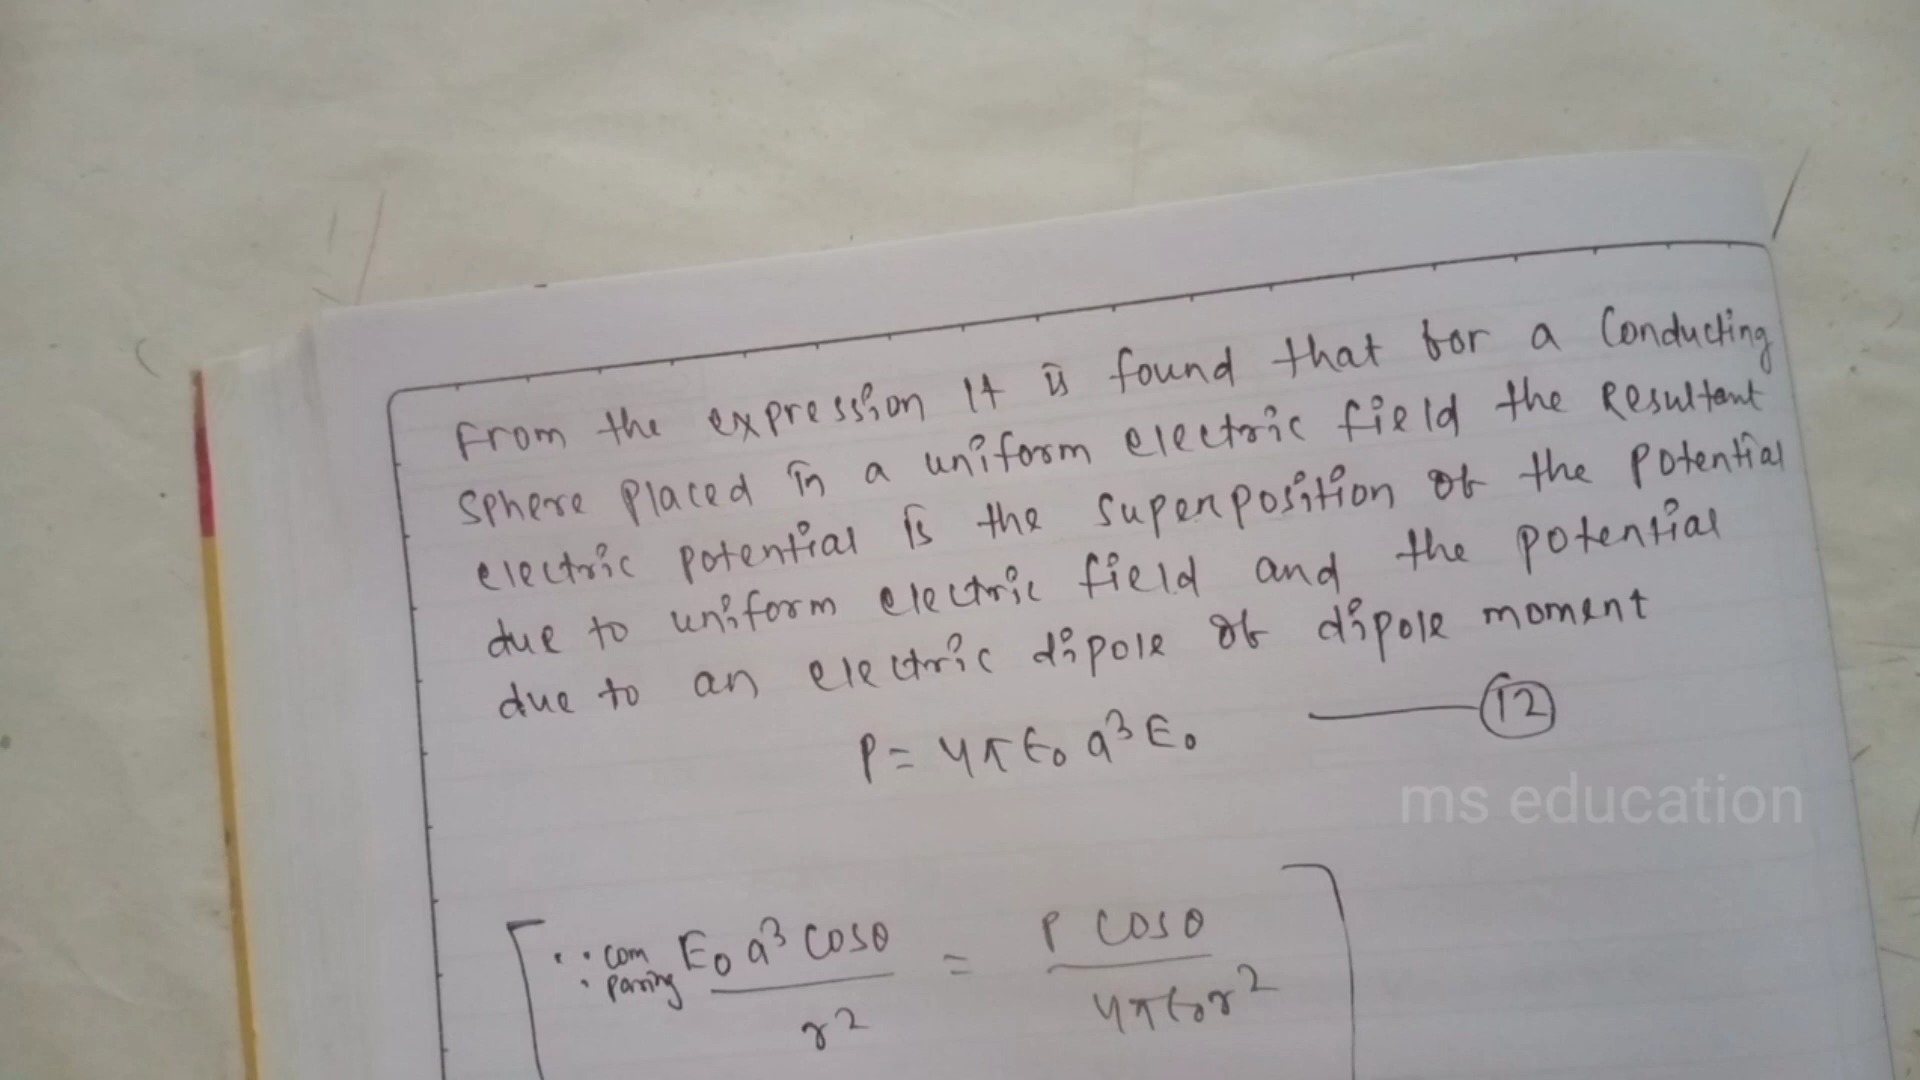 From the expression It is found that for a Conducting
sphere placed in a uniform electric field the Resultant
electric potential is the superposition of the potential
due to uniform electric field and the potential
due to an electric dipole of dipole moment
P = 4πε₀ a³E₀ —— 12
ms education
[∵ comparing E₀ a³ cosθ / r² = P cosθ / 4πε₀r² ]